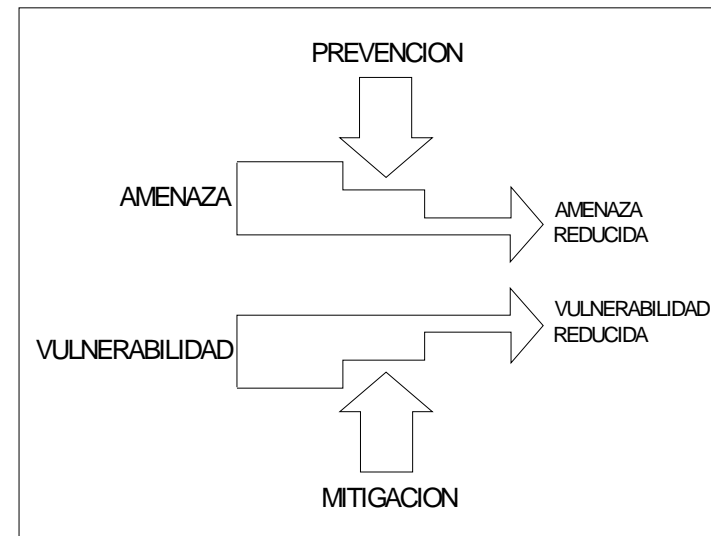 PREVENCION
AMENAZA
AMENAZA
REDUCIDA
VULNERABILIDAD
VULNERABILIDAD
REDUCIDA
MITIGACION